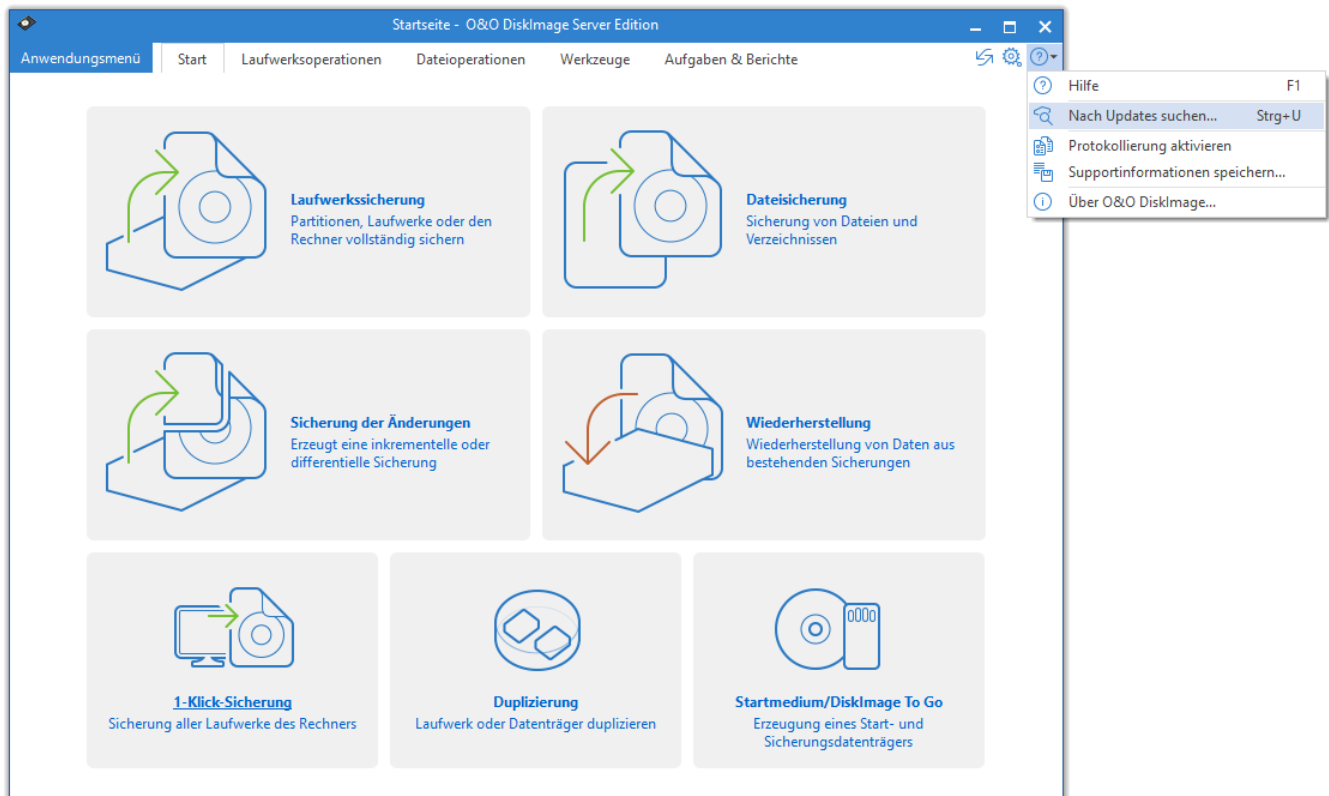 Startseite - O&O DiskImage Server Edition
Anwendungsmenü Start Laufwerksoperationen Dateioperationen Werkzeuge Aufgaben & Berichte
Hilfe F1
Nach Updates suchen... Strg+U
Protokollierung aktivieren
Supportinformationen speichern...
Über O&O DiskImage...
Laufwerkssicherung
Partitionen, Laufwerke oder den
Rechner vollständig sichern
Dateisicherung
Sicherung von Dateien und
Verzeichnissen
Sicherung der Änderungen
Erzeugt eine inkrementelle oder
differentielle Sicherung
Wiederherstellung
Wiederherstellung von Daten aus
bestehenden Sicherungen
1-Klick-Sicherung
Sicherung aller Laufwerke des Rechners
Duplizierung
Laufwerk oder Datenträger duplizieren
Startmedium/DiskImage To Go
Erzeugung eines Start- und
Sicherungsdatenträgers